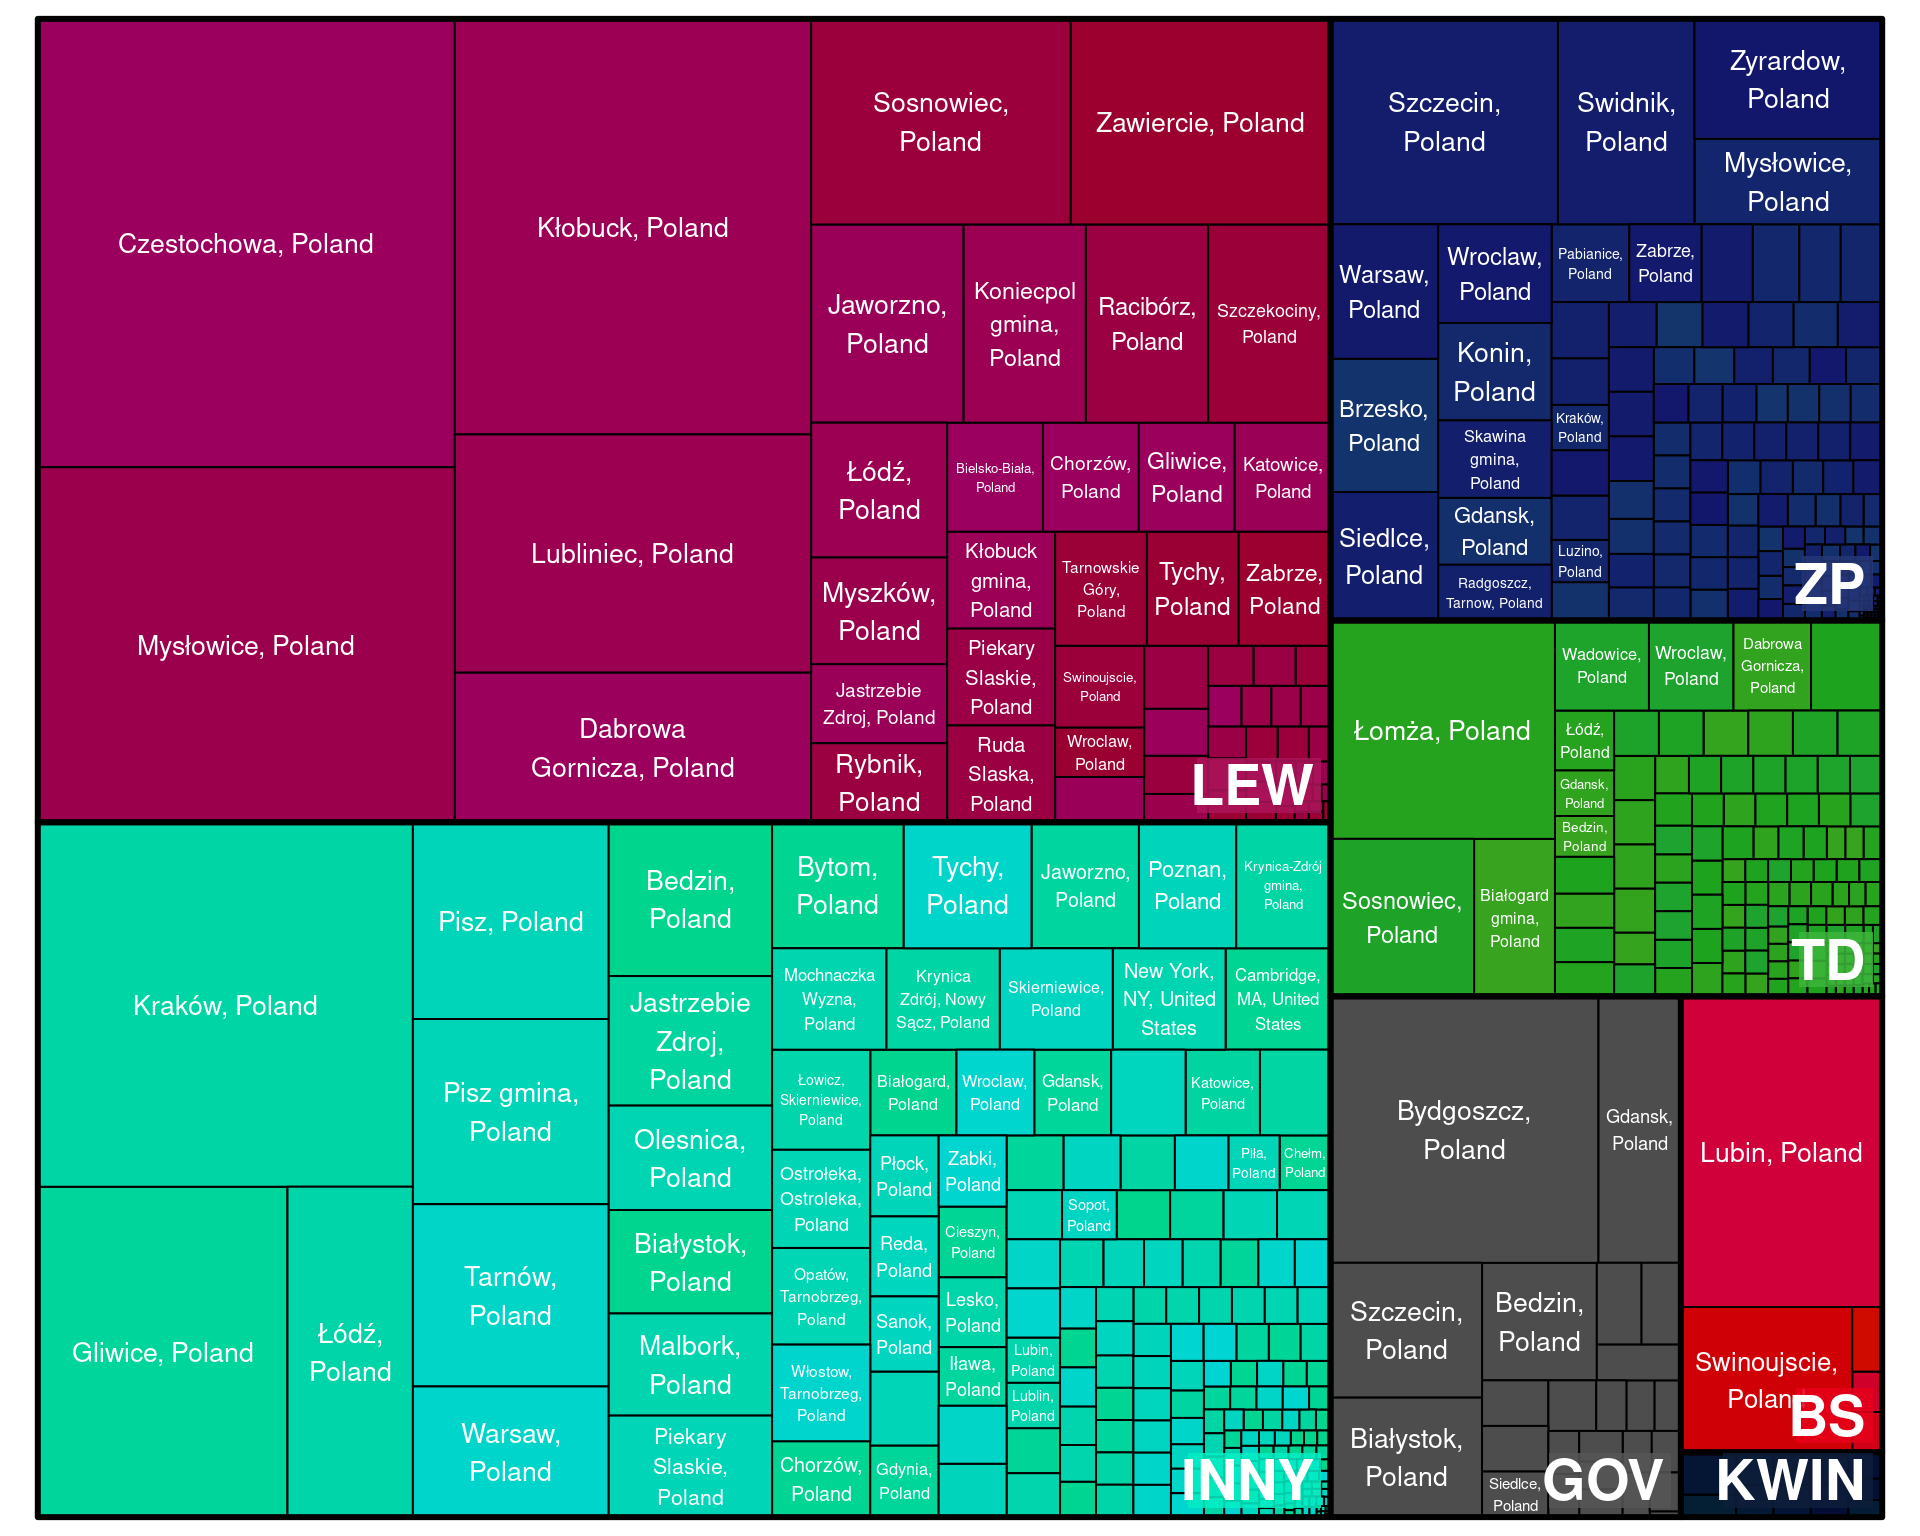 Czestochowa, Poland
Mysłowice, Poland
Kłobuck, Poland
Lubliniec, Poland
Dabrowa
Gornicza, Poland
Sosnowiec,
Poland
Zawiercie, Poland
Jaworzno,
Poland
Koniecpol
gmina,
Poland
Racibórz,
Poland
Szczekociny,
Poland
Łódź,
Poland
Myszków,
Poland
Jastrzebie
Zdroj, Poland
Rybnik,
Poland
Bielsko-Biała,
Poland
Chorzów,
Poland
Gliwice,
Poland
Katowice,
Poland
Kłobuck
gmina,
Poland
Piekary
Slaskie,
Poland
Ruda
Slaska,
Poland
Tarnowskie
Góry,
Poland
Tychy,
Poland
Zabrze,
Poland
Swinoujscie,
Poland
Wroclaw,
Poland
LEW
Szczecin,
Poland
Swidnik,
Poland
Zyrardow,
Poland
Mysłowice,
Poland
Warsaw,
Poland
Brzesko,
Poland
Siedlce,
Poland
Wroclaw,
Poland
Konin,
Poland
Skawina
gmina,
Poland
Gdansk,
Poland
Radgoszcz,
Tarnow, Poland
Pabianice,
Poland
Zabrze,
Poland
Kraków,
Poland
Luzino,
Poland
ZP
Łomża, Poland
Sosnowiec,
Poland
Białogard
gmina,
Poland
Wadowice,
Poland
Wroclaw,
Poland
Dabrowa
Gornicza,
Poland
Łódź,
Poland
Gdansk,
Poland
Bedzin,
Poland
TD
Kraków, Poland
Gliwice, Poland
Łódź,
Poland
Pisz, Poland
Pisz gmina,
Poland
Tarnów,
Poland
Warsaw,
Poland
Bedzin,
Poland
Jastrzebie
Zdroj,
Poland
Olesnica,
Poland
Białystok,
Poland
Malbork,
Poland
Piekary
Slaskie,
Poland
Bytom,
Poland
Tychy,
Poland
Jaworzno,
Poland
Poznan,
Poland
Krynica-Zdrój
gmina,
Poland
Mochnaczka
Wyzna,
Poland
Krynica
Zdrój, Nowy
Sącz, Poland
Skierniewice,
Poland
New York,
NY, United
States
Cambridge,
MA, United
States
Łowicz,
Skierniewice,
Poland
Ostrołeka,
Ostroleka,
Poland
Opatów,
Tarnobrzeg,
Poland
Włostow,
Tarnobrzeg,
Poland
Chorzów,
Poland
Białogard,
Poland
Wroclaw,
Poland
Gdansk,
Poland
Katowice,
Poland
Płock,
Poland
Reda,
Poland
Sanok,
Poland
Gdynia,
Poland
Zabki,
Poland
Cieszyn,
Poland
Lesko,
Poland
Iława,
Poland
Piła,
Poland
Chełm,
Poland
Sopot,
Poland
Lubin,
Poland
Lublin,
Poland
INNY
Bydgoszcz,
Poland
Gdansk,
Poland
Szczecin,
Poland
Białystok,
Poland
Bedzin,
Poland
Siedlce,
Poland
GOV
Lubin, Poland
Swinoujscie,
Poland
BS
KWIN